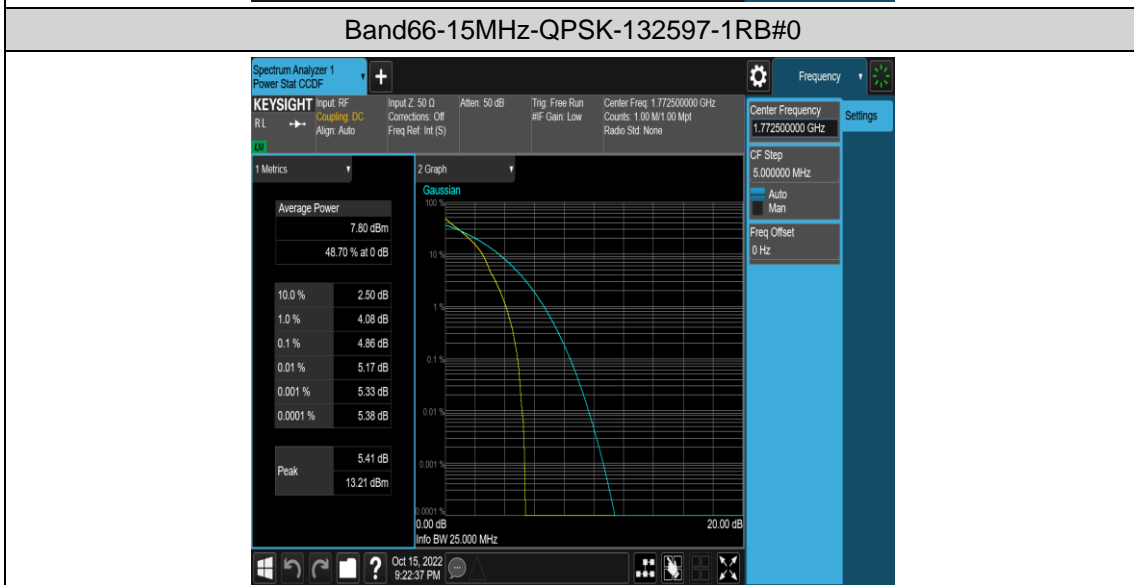 Band66-15MHz-QPSK-132597-1RB#0
Spectrum Analyzer 1
Power Stat CCDF
+
Frequency
KEYSIGHT
RL
Input: RF
Coupling: DC
Align: Auto
Input Z: 50 Ω
Corrections: Off
Freq Ref: Int (S)
Atten: 50 dB
Trig: Free Run
#IF Gain: Low
Center Freq: 1.772500000 GHz
Counts: 1.00 M/1.00 Mpt
Radio Std: None
Center Frequency
1.772500000 GHz
Settings
CF Step
5.000000 MHz
Auto
Man
Freq Offset
0 Hz
1 Metrics
Average Power
7.80 dBm
48.70 % at 0 dB
10.0 % 2.50 dB
1.0 % 4.08 dB
0.1 % 4.86 dB
0.01 % 5.17 dB
0.001 % 5.33 dB
0.0001 % 5.38 dB
Peak
5.41 dB
13.21 dBm
2 Graph
Gaussian
100 %
10 %
1 %
0.1 %
0.01 %
0.001 %
0.0001 %
0.00 dB
20.00 dB
Info BW 25.000 MHz
?
Oct 15, 2022
9:22:37 PM